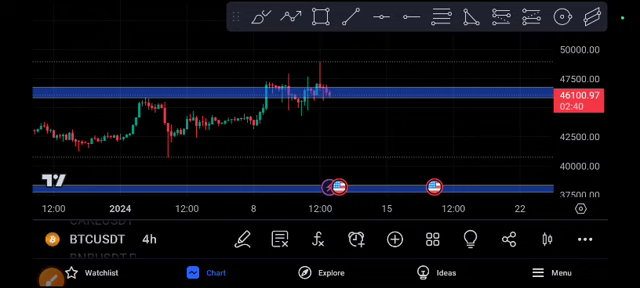 50000.00
47500.00
46100.97
02:40
42500.00
40000.00
37500.00
12:00 2024 12:00 8 12:00 15 12:00 22
BTCUSDT 4h
Watchlist Chart Explore Ideas Menu